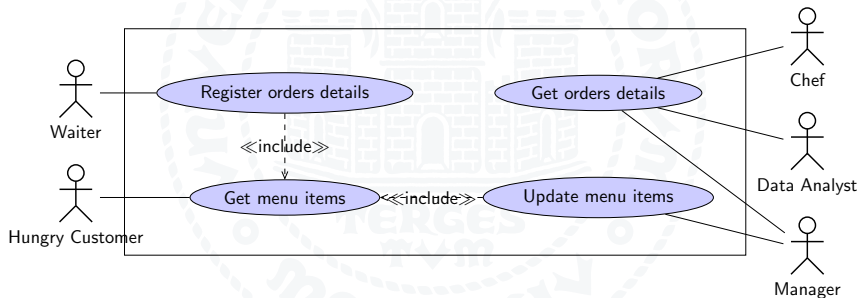 Chef
Register orders details
Get orders details
Waiter
≪include≫
Data Analyst
Get menu items
≪include≫
Update menu items
Hungry Customer
Manager